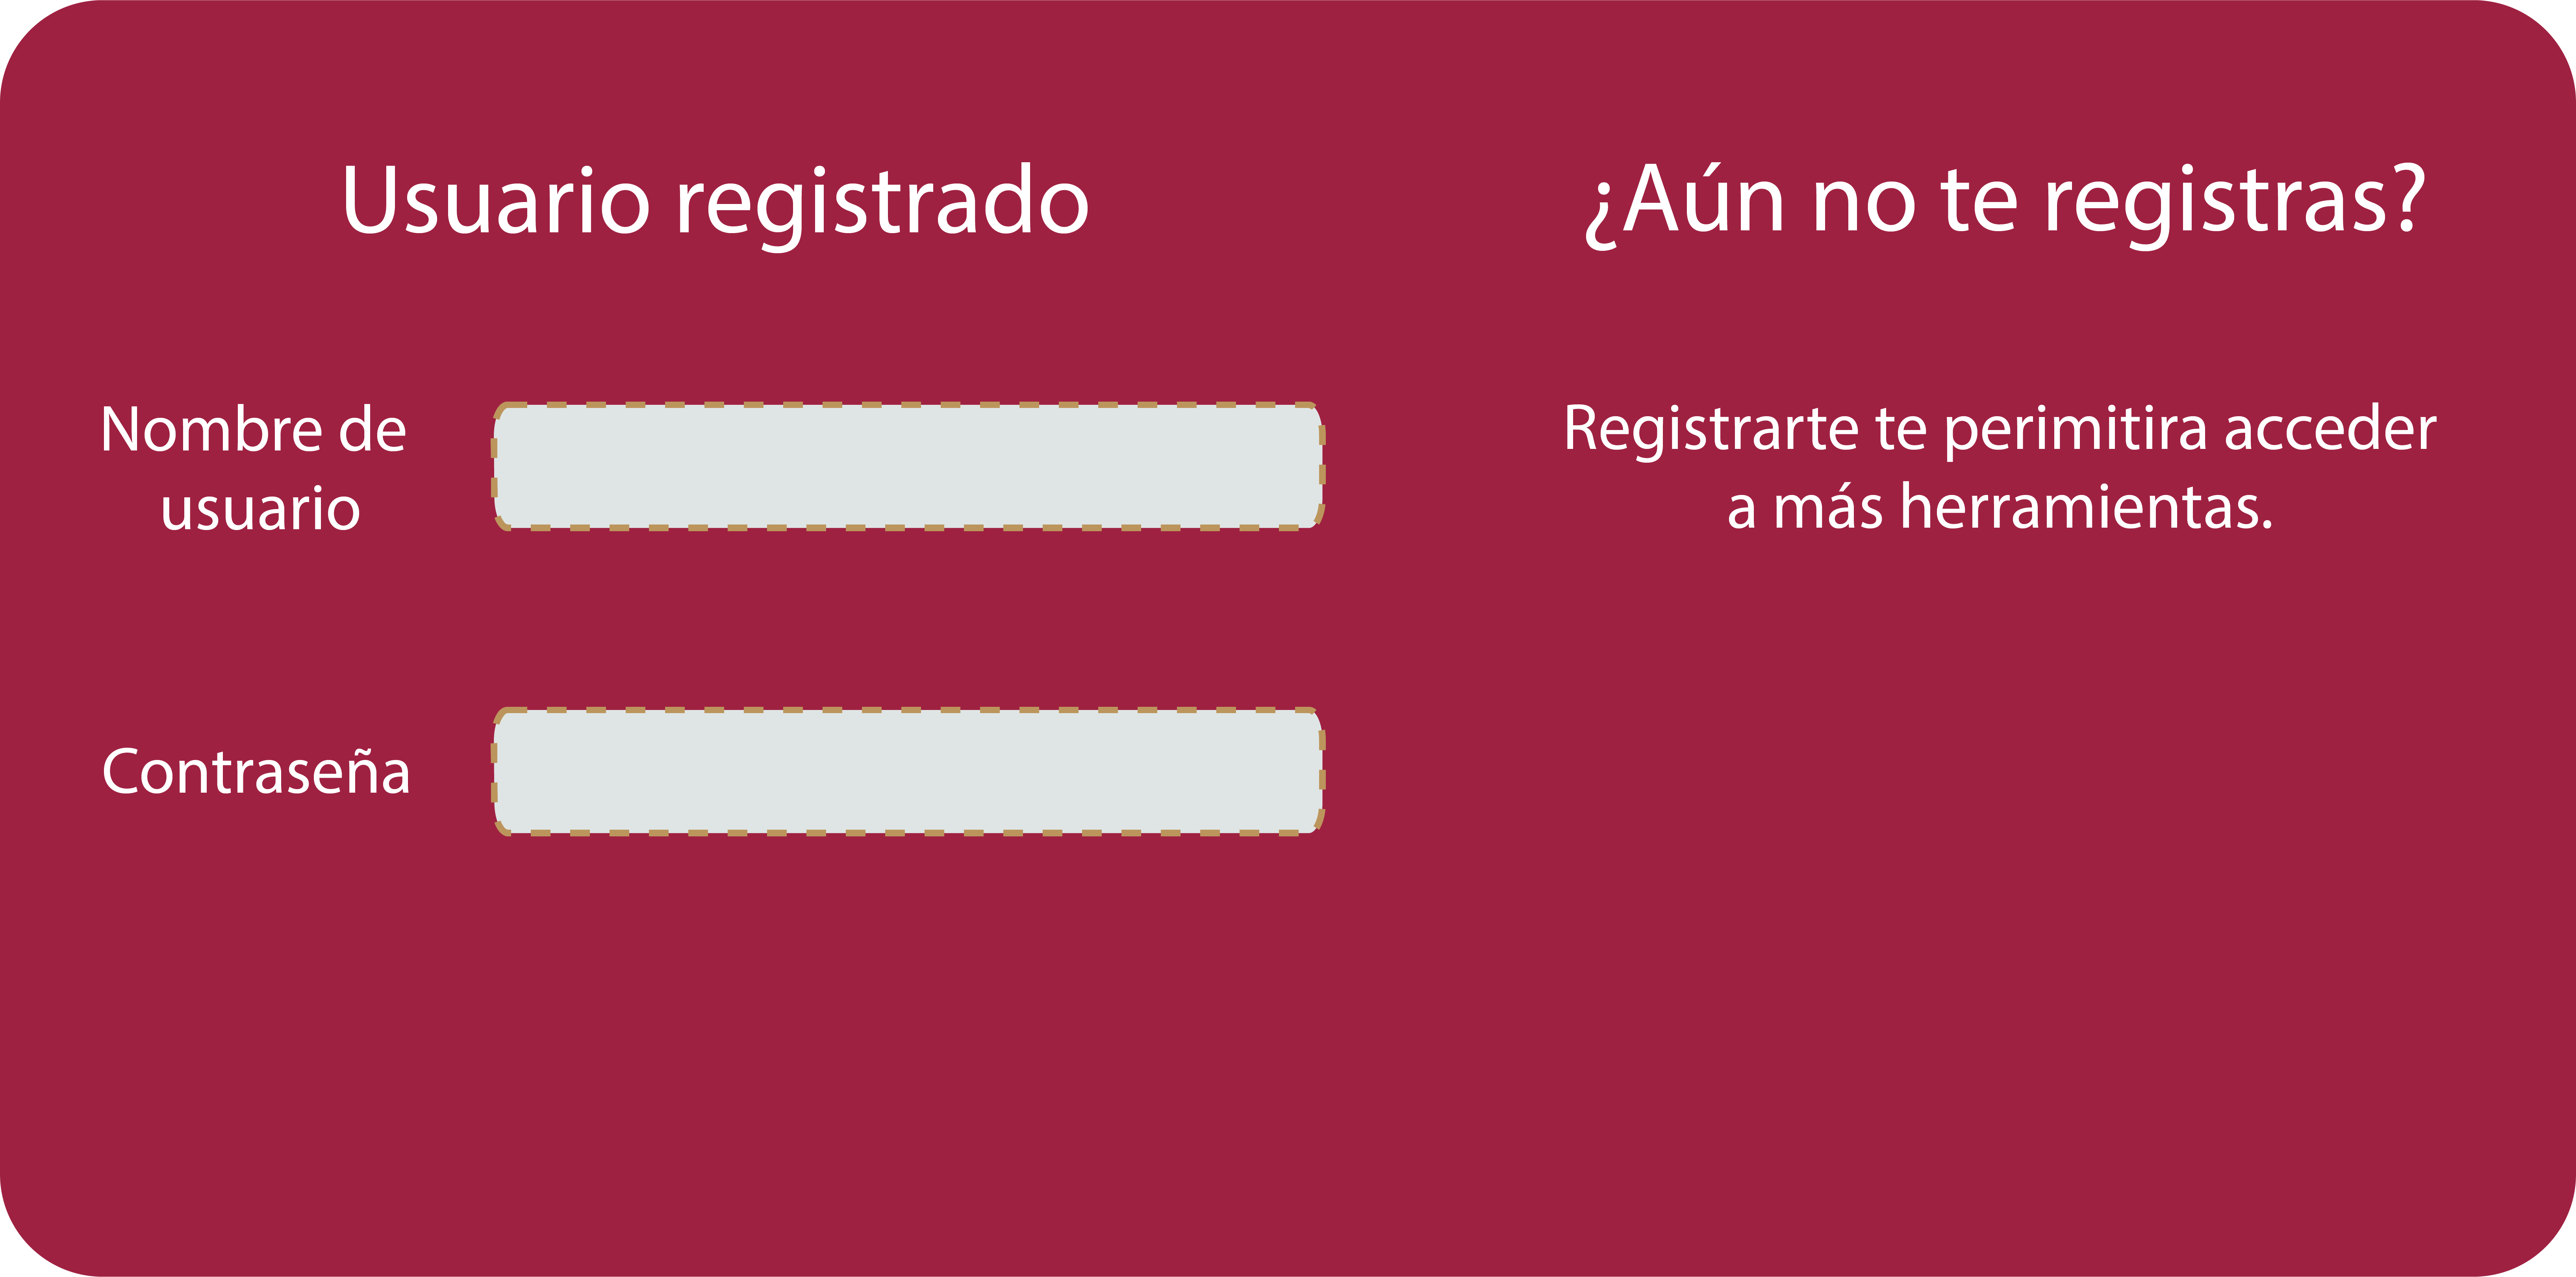 Usuario registrado
Nombre de
usuario
Contraseña
¿Aún no te registras?
Registrarte te perimitira acceder
a más herramientas.